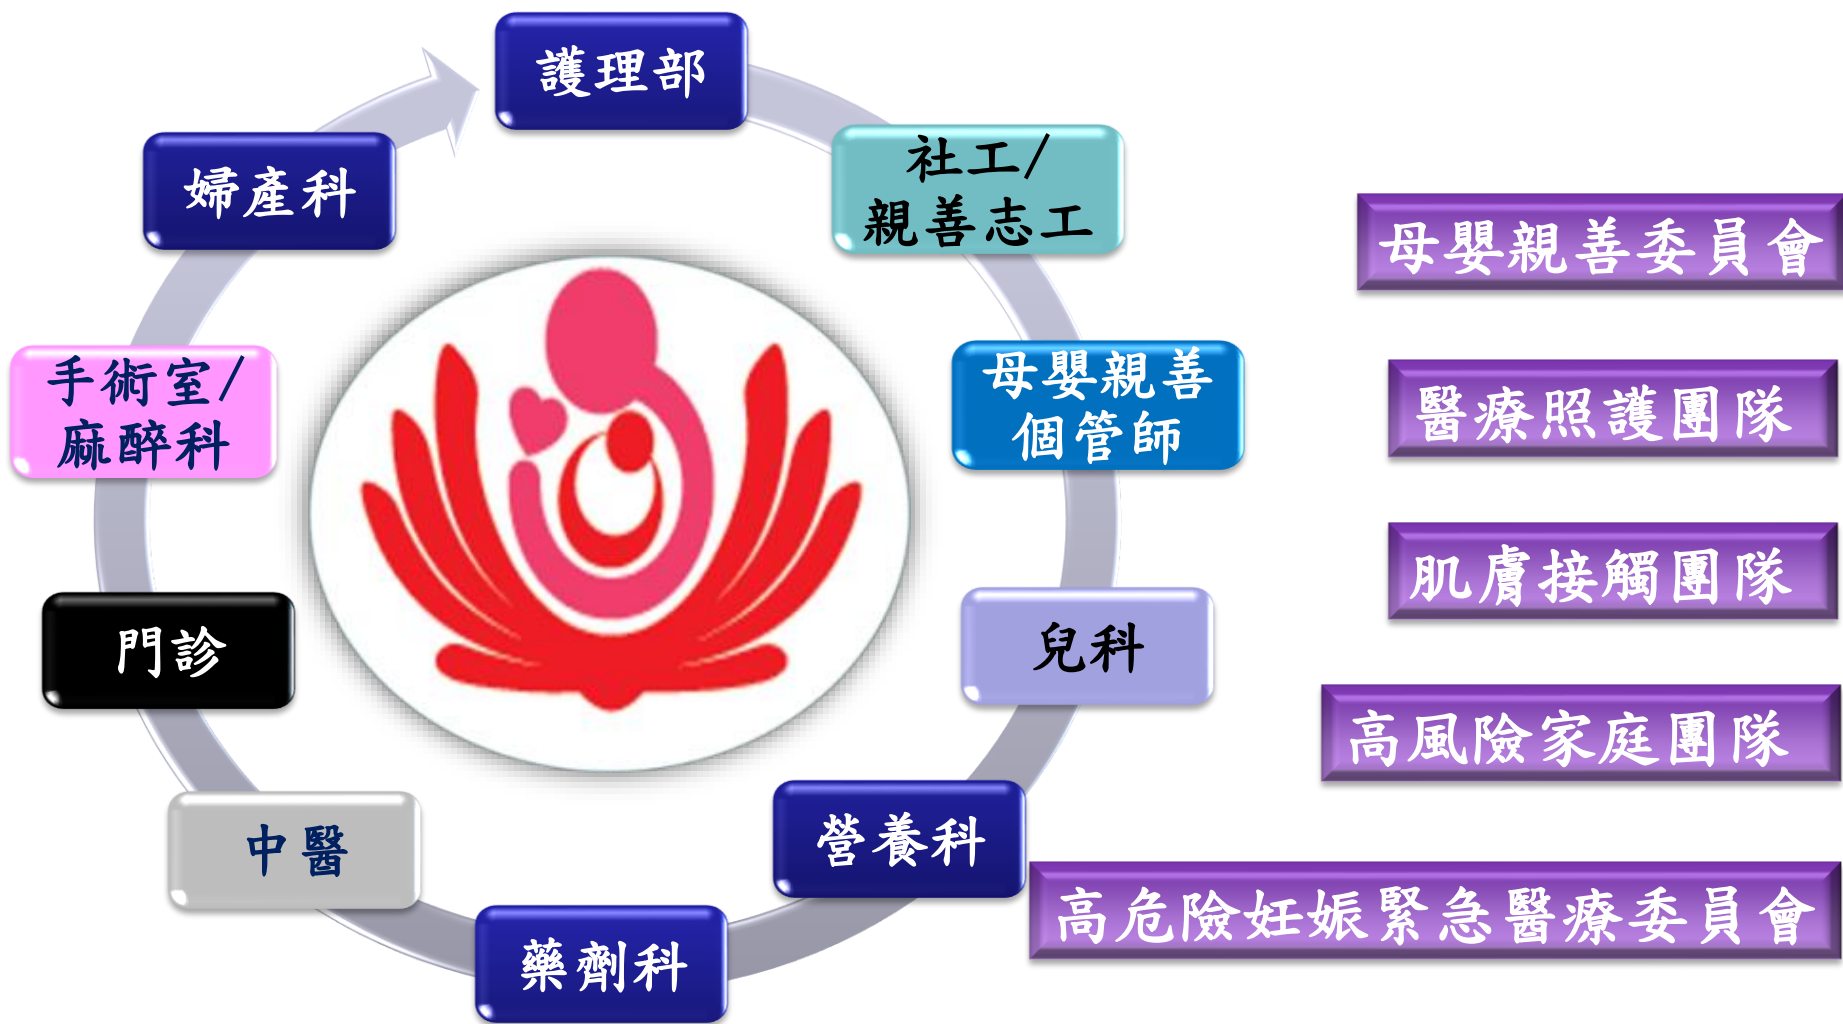 護理部
社工/
親善志工
母嬰親善
個管師
兒科
營養科
藥劑科
中醫
門診
手術室/
麻醉科
婦產科
母嬰親善委員會
醫療照護團隊
肌膚接觸團隊
高風險家庭團隊
高危險妊娠緊急醫療委員會